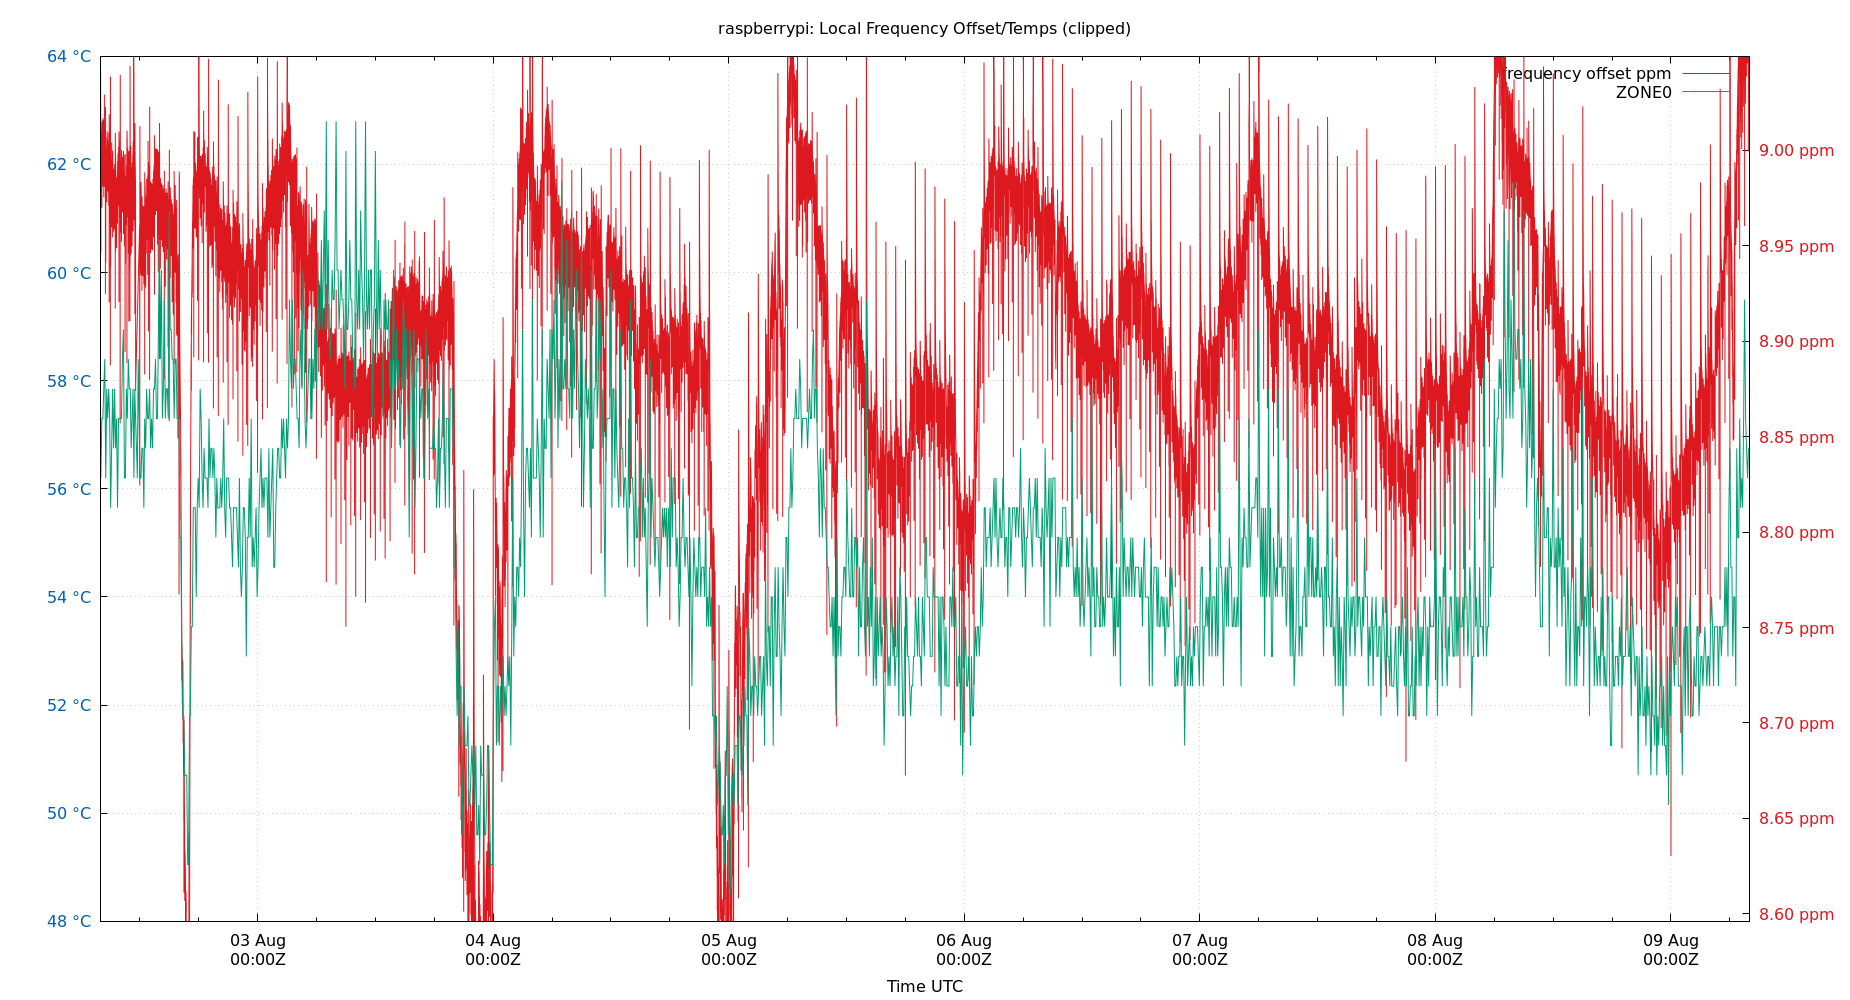 raspberrypi: Local Frequency Offset/Temps (clipped)
64 °C
62 °C
60 °C
58 °C
56 °C
54 °C
52 °C
50 °C
48 °C
frequency offset ppm
ZONE0
9.00 ppm
8.95 ppm
8.90 ppm
8.85 ppm
8.80 ppm
8.75 ppm
8.70 ppm
8.65 ppm
8.60 ppm
03 Aug
00:00Z
04 Aug
00:00Z
05 Aug
00:00Z
06 Aug
00:00Z
07 Aug
00:00Z
08 Aug
00:00Z
09 Aug
00:00Z
Time UTC